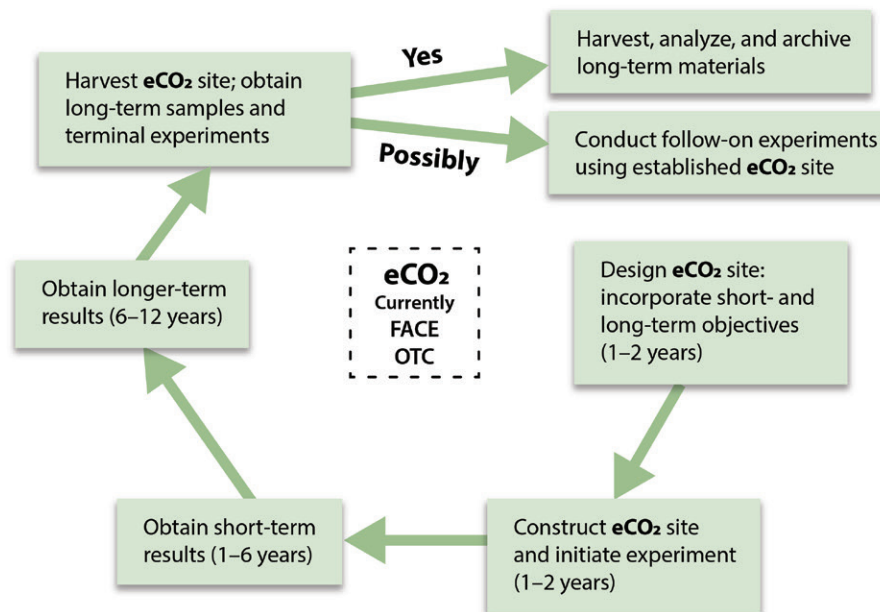 Harvest eCO₂ site; obtain
long-term samples and
terminal experiments
Yes
Possibly
Harvest, analyze, and archive
long-term materials
Conduct follow-on experiments
using established eCO₂ site
Obtain longer-term
results (6–12 years)
eCO₂
Currently
FACE
OTC
Design eCO₂ site:
incorporate short- and
long-term objectives
(1–2 years)
Obtain short-term
results (1–6 years)
Construct eCO₂ site
and initiate experiment
(1–2 years)